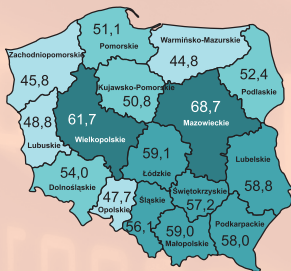 51,1
Pomorskie
Warmińsko-Mazurskie
44,8
Zachodniopomorskie
45,8
52,4
Podlaskie
Kujawsko-Pomorskie
50,8
68,7
Mazowieckie
48,8
Lubuskie
61,7
Wielkopolskie
59,1
Łódzkie
Lubelskie
58,8
54,0
Dolnośląskie
47,7
Opolskie
Śląskie
56,1
Świętokrzyskie
57,2
59,0
Małopolskie
Podkarpackie
58,0